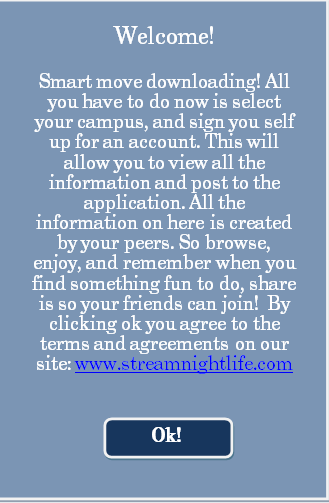 Welcome!
Smart move downloading! All
you have to do now is select
your campus, and sign you self
up for an account. This will
allow you to view all the
information and post to the
application. All the
information on here is created
by your peers. So browse,
enjoy, and remember when you
find something fun to do, share
is so your friends can join! By
clicking ok you agree to the
terms and agreements on our
site: www.streamnightlife.com
Ok!